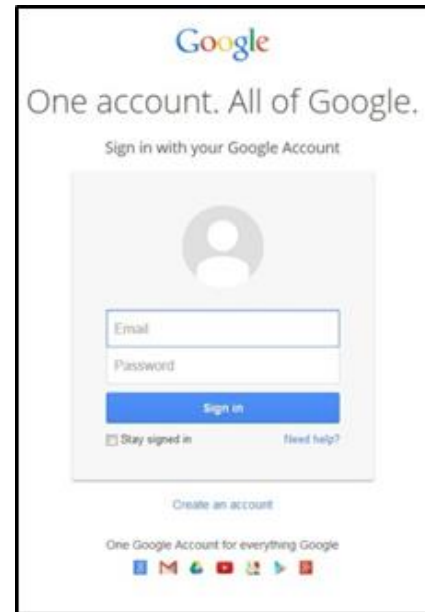 Google
One account. All of Google.
Sign in with your Google Account
Email
Password
Sign in
Stay signed in Need help?
Create an account
One Google Account for everything Google